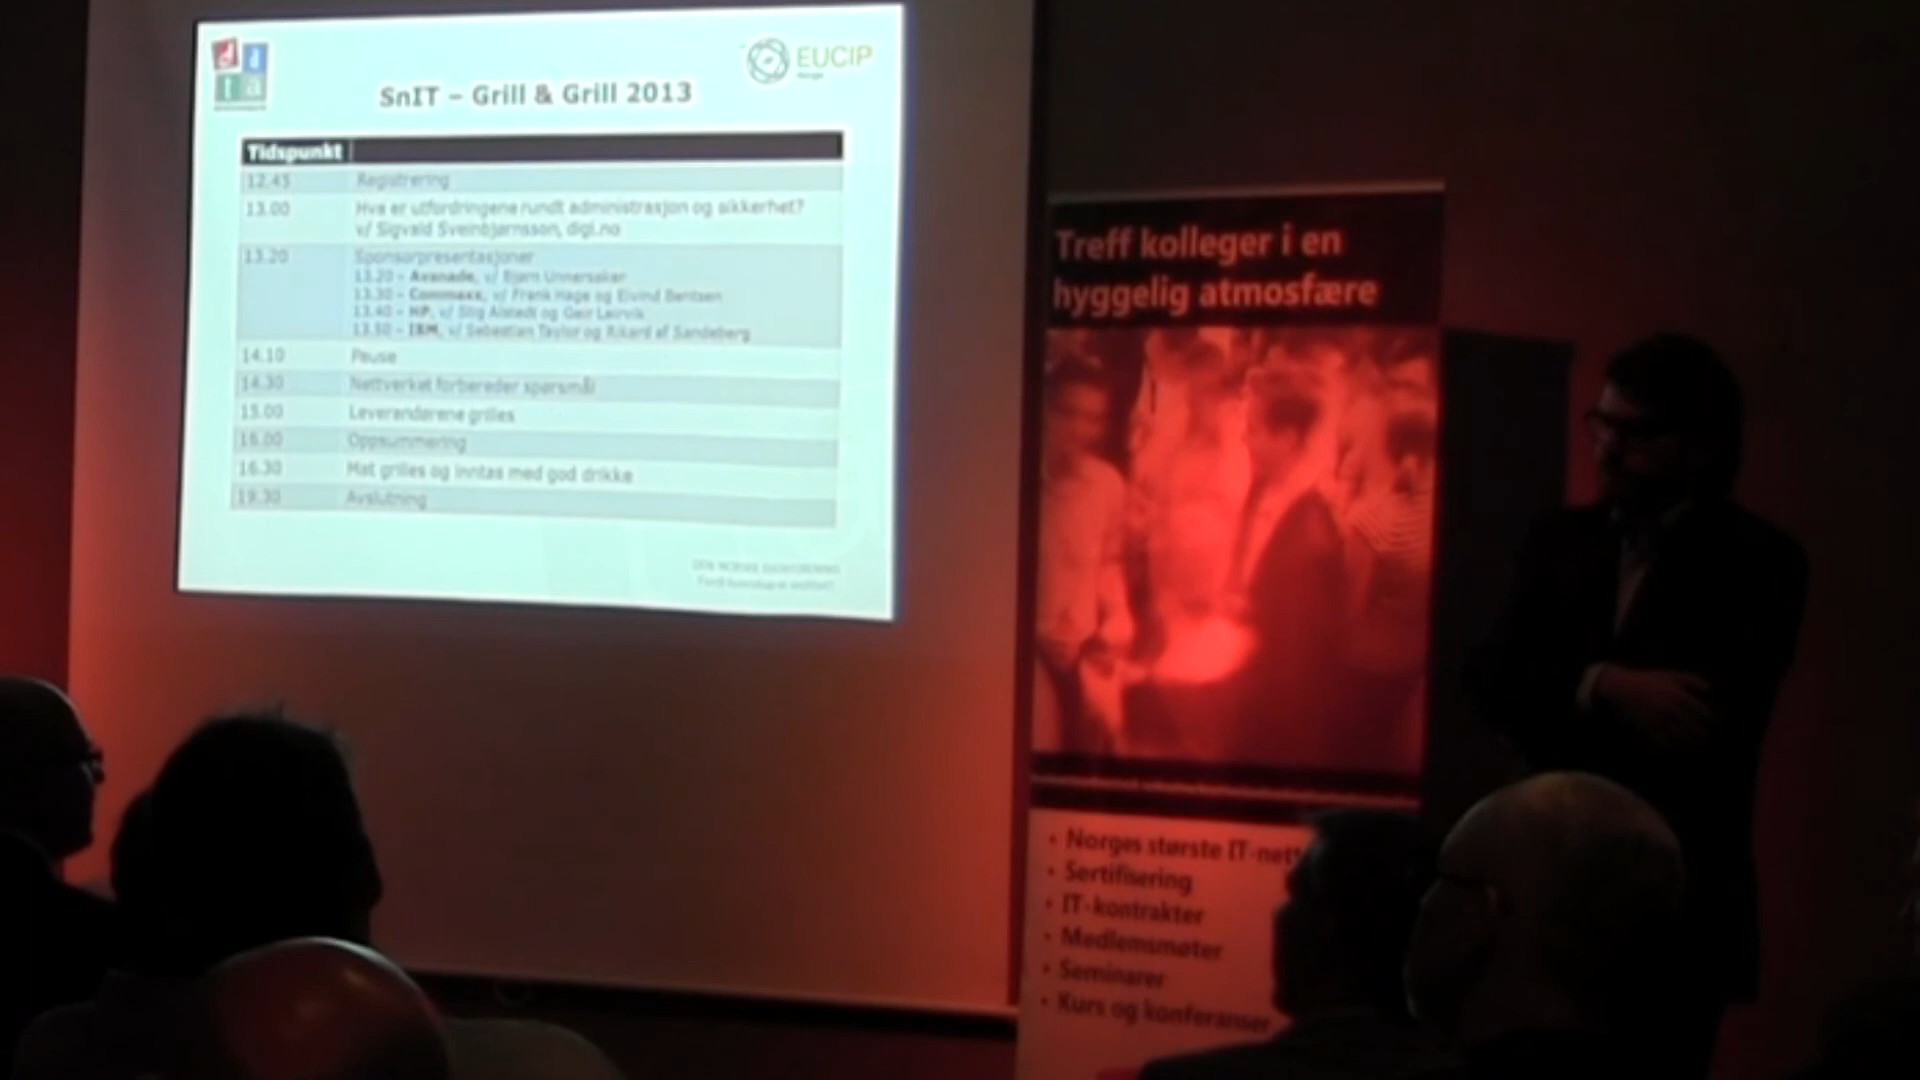 d d
t a
EUCIP
Norge
SnIT – Grill & Grill 2013
Tidspunkt
12.45 Registrering
13.00 Hva er utfordringene rundt administrasjon og sikkerhet?
v/ Sigvald Sveinbjørnsson, digi.no
13.20 Sponsorpresentasjoner
13.20 – Avanade, v/ Bjørn Unnersaker
13.30 – Commaxx, v/ Frank Hage og Eivind Bentsen
13.40 – HP, v/ Stig Alstedt og Geir Leirvik
13.50 – IBM, v/ Sebastian Taylor og Rikard af Sandeberg
14.10 Pause
14.30 Nettverket forbereder spørsmål
15.00 Leverandørene grilles
16.00 Oppsummering
16.30 Mat grilles og inntas med god drikke
19.30 Avslutning
DEN NORSKE DATAFORENING
Treff kolleger i en
hyggelig atmosfære
• Norges største IT-nett
• Sertifisering
• IT-kontrakter
• Medlemsmøter
• Seminarer
• Kurs og konferanser